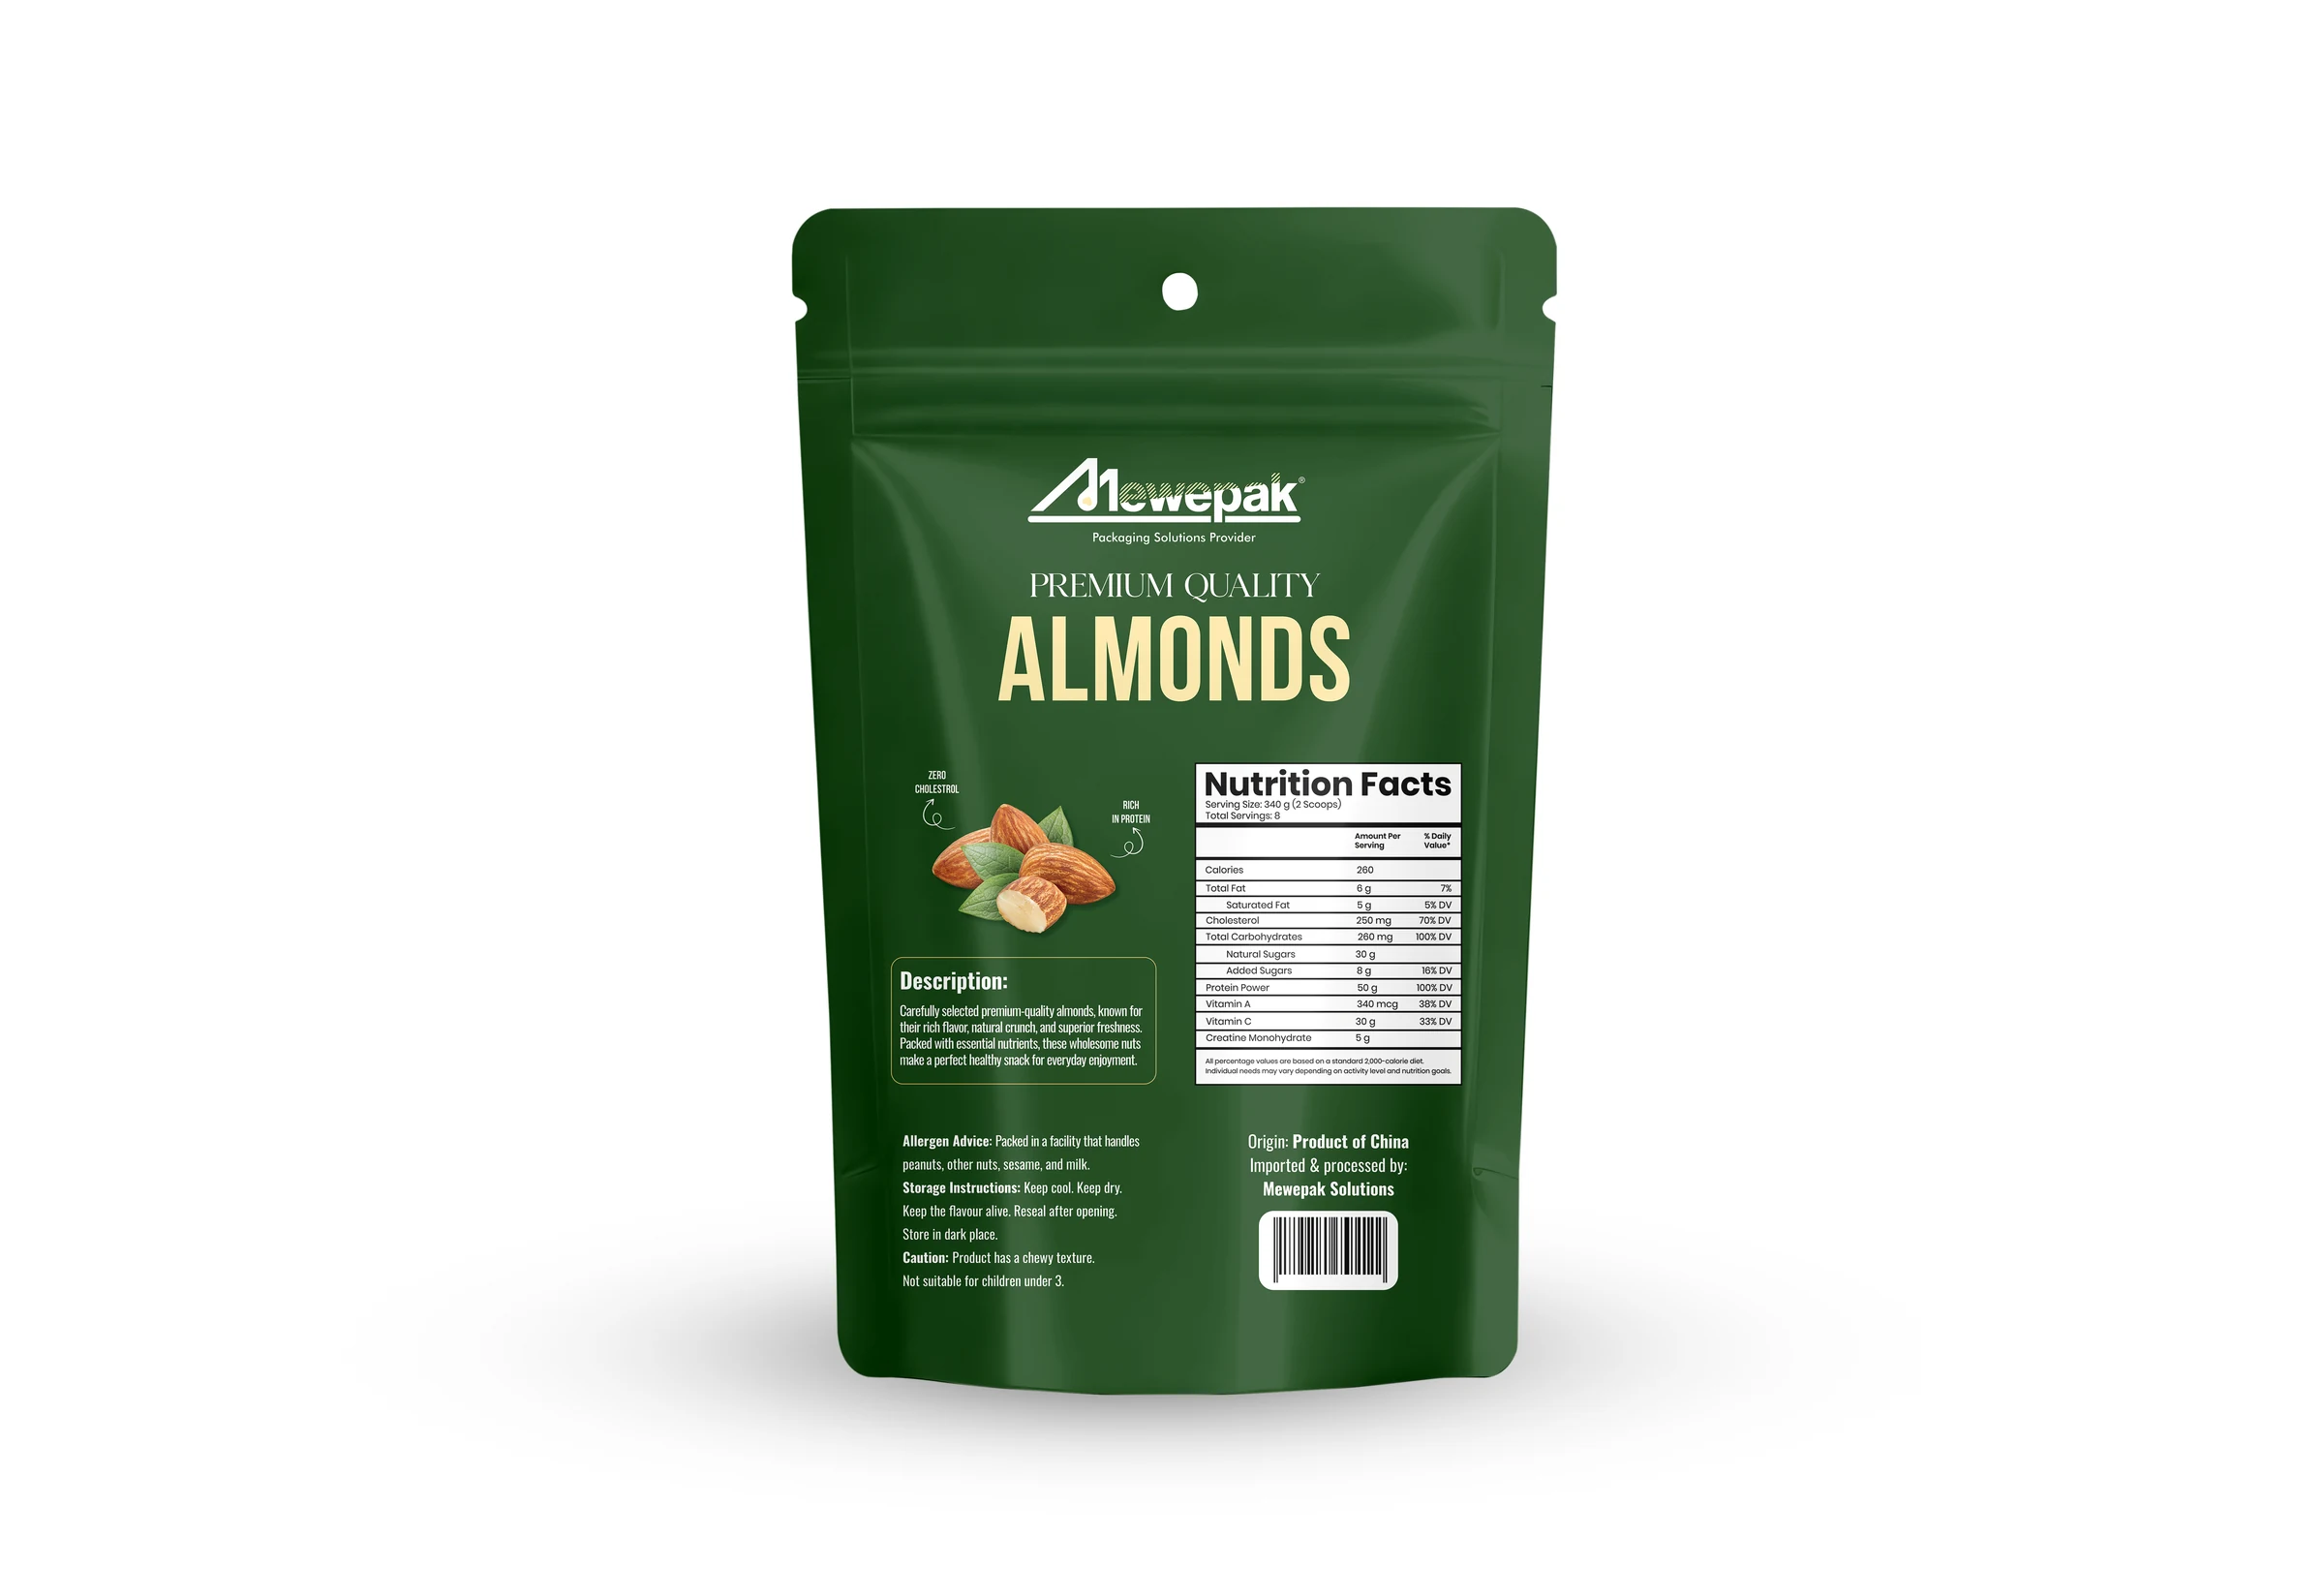 Mewepak®
Packaging Solutions Provider
PREMIUM QUALITY
ALMONDS
ZERO
CHOLESTROL
RICH
IN PROTEIN
Description:
Carefully selected premium-quality almonds, known for
their rich flavor, natural crunch, and superior freshness.
Packed with essential nutrients, these wholesome nuts
make a perfect healthy snack for everyday enjoyment.
Nutrition Facts
Serving Size: 340 g (2 Scoops)
Total Servings: 8
Amount Per Serving % Daily Value*
Calories 260
Total Fat 6 g 7%
Saturated Fat 5 g 5% DV
Cholesterol 250 mg 70% DV
Total Carbohydrates 260 mg 100% DV
Natural Sugars 30 g
Added Sugars 8 g 16% DV
Protein Power 50 g 100% DV
Vitamin A 340 mcg 38% DV
Vitamin C 30 g 33% DV
Creatine Monohydrate 5 g
All percentage values are based on a standard 2,000-calorie diet.
Individual needs may vary depending on activity level and nutrition goals.
Allergen Advice: Packed in a facility that handles
peanuts, other nuts, sesame, and milk.
Storage Instructions: Keep cool. Keep dry.
Keep the flavour alive. Reseal after opening.
Store in dark place.
Caution: Product has a chewy texture.
Not suitable for children under 3.
Origin: Product of China
Imported & processed by:
Mewepak Solutions